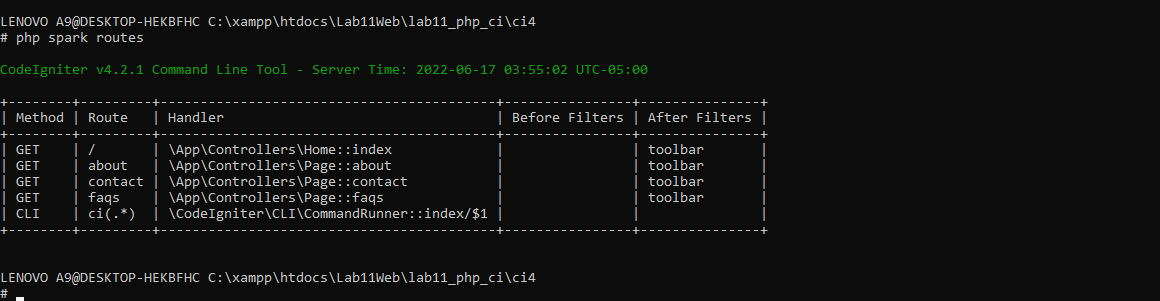 LENOVO A9@DESKTOP-HEKBFHC C:\xampp\htdocs\Lab11Web\lab11_php_ci\ci4
# php spark routes
CodeIgniter v4.2.1 Command Line Tool - Server Time: 2022-06-17 03:55:02 UTC-05:00
+--------+---------+------------------------------------------+----------------+---------------+
| Method | Route   | Handler                                  | Before Filters | After Filters |
+--------+---------+------------------------------------------+----------------+---------------+
| GET    | /       | \App\Controllers\Home::index             |                | toolbar       |
| GET    | about   | \App\Controllers\Page::about             |                | toolbar       |
| GET    | contact | \App\Controllers\Page::contact           |                | toolbar       |
| GET    | faqs    | \App\Controllers\Page::faqs              |                | toolbar       |
| CLI    | ci(.*)  | \CodeIgniter\CLI\CommandRunner::index/$1 |                |               |
+--------+---------+------------------------------------------+----------------+---------------+
LENOVO A9@DESKTOP-HEKBFHC C:\xampp\htdocs\Lab11Web\lab11_php_ci\ci4
#